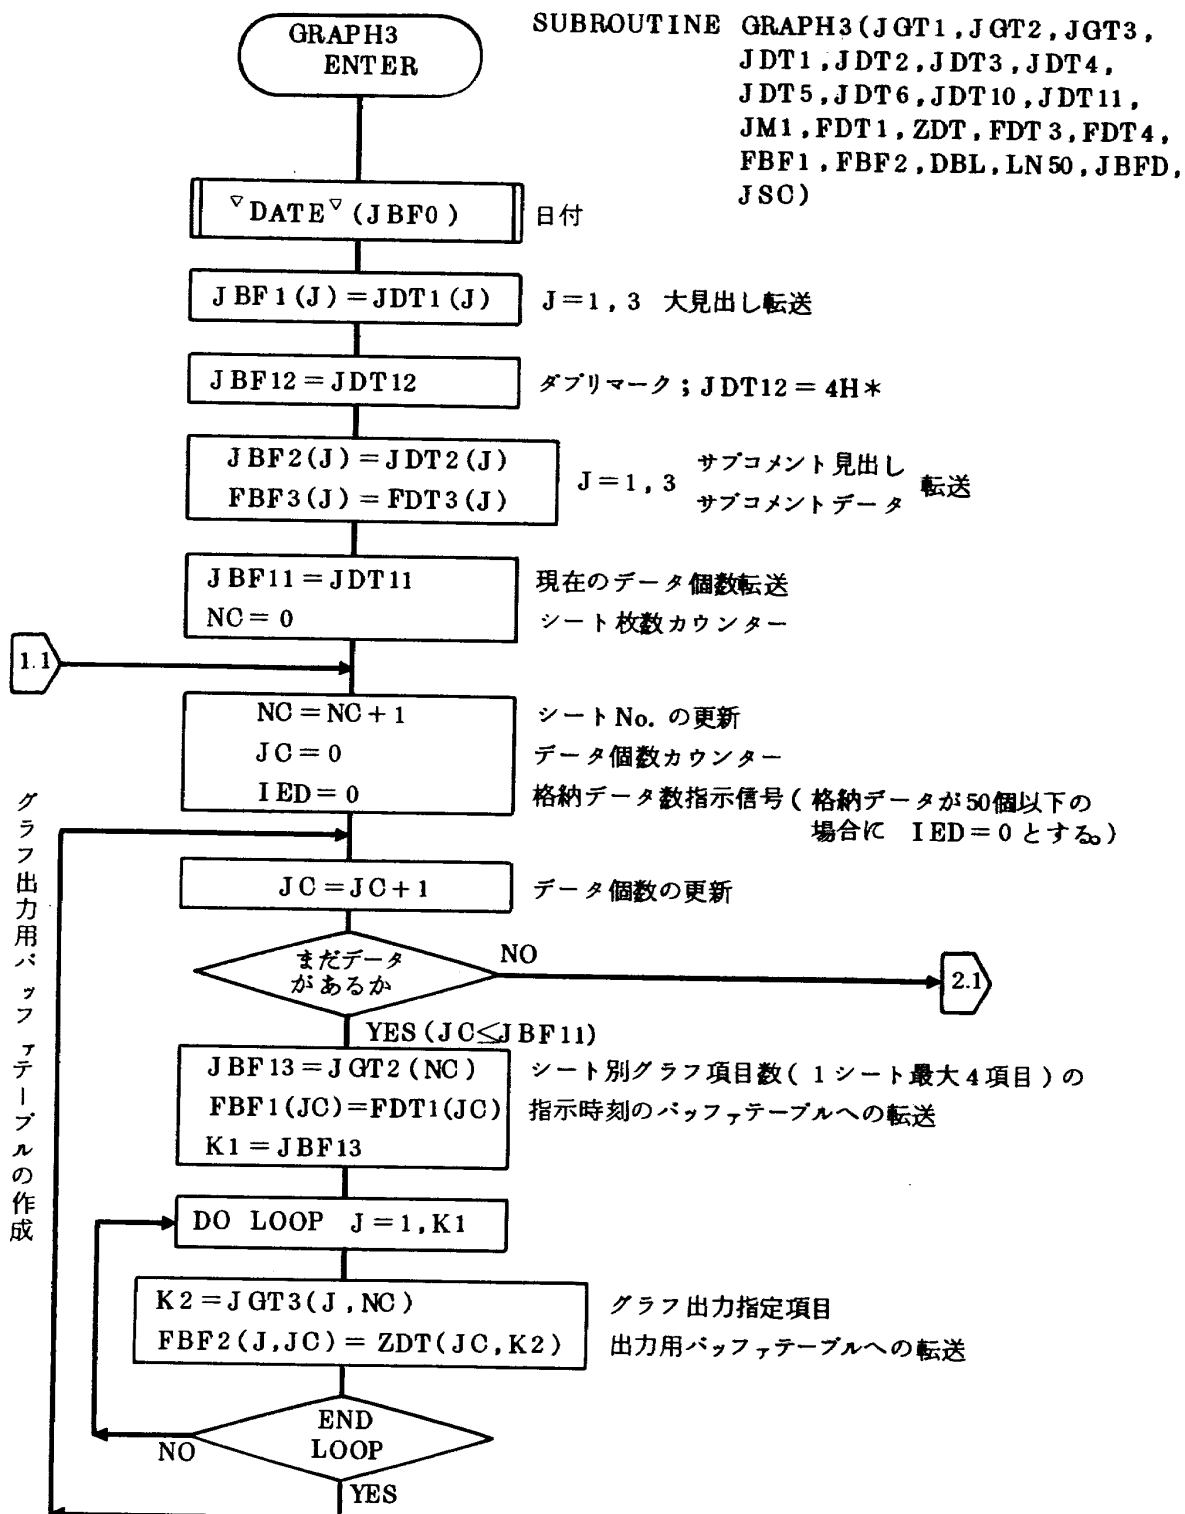 GRAPH3
ENTER
SUBROUTINE GRAPH3(JGT1,JGT2,JGT3,
JDT1,JDT2,JDT3,JDT4,
JDT5,JDT6,JDT10,JDT11,
JM1,FDT1,ZDT,FDT3,FDT4,
FBF1,FBF2,DBL,LN50,JBFD,
JSC)
▽DATE▽(JBF0) 日付
JBF1(J)=JDT1(J) J=1,3 大見出し転送
JBF12=JDT12 ダブリマーク;JDT12=4H*
JBF2(J)=JDT2(J)
FBF3(J)=FDT3(J)
J=1,3
サブコメント見出し
サブコメントデータ
転送
JBF11=JDT11 現在のデータ個数転送
NC=0 シート枚数カウンター
1.1
NC=NC+1 シートNo.の更新
JC=0 データ個数カウンター
IED=0 格納データ数指示信号(格納データが50個以下の
場合に IED=0とする。)
JC=JC+1 データ個数の更新
まだデータ
があるか
NO
2.1
YES(JC≦JBF11)
JBF13=JGT2(NC) シート別グラフ項目数(1シート最大4項目)の
FBF1(JC)=FDT1(JC) 指示時刻のバッファテーブルへの転送
K1=JBF13
DO LOOP J=1,K1
K2=JGT3(J,NC) グラフ出力指定項目
FBF2(J,JC)=ZDT(JC,K2) 出力用バッファテーブルへの転送
END
LOOP
NO
YES
グラフ出力用バッファテーブルの作成